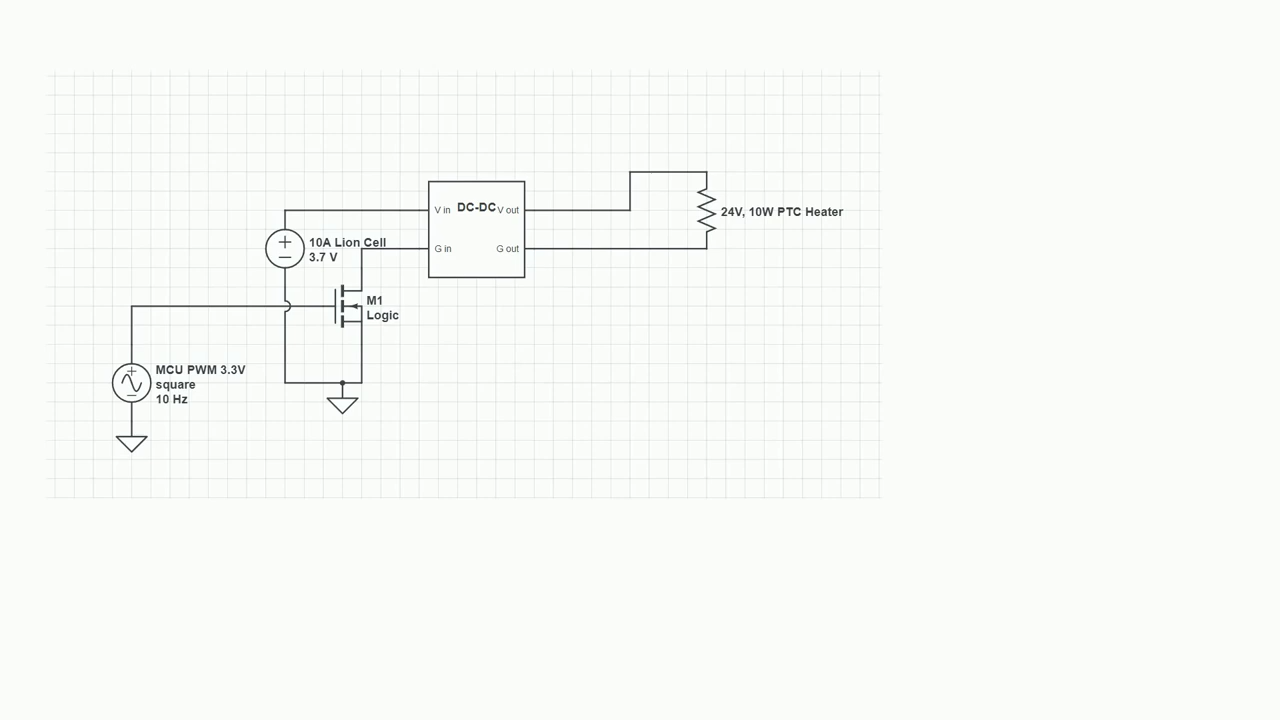 V in
DC-DC
V out
24V, 10W PTC Heater
10A Lion Cell
3.7 V
G in
G out
M1
Logic
MCU PWM 3.3V
square
10 Hz